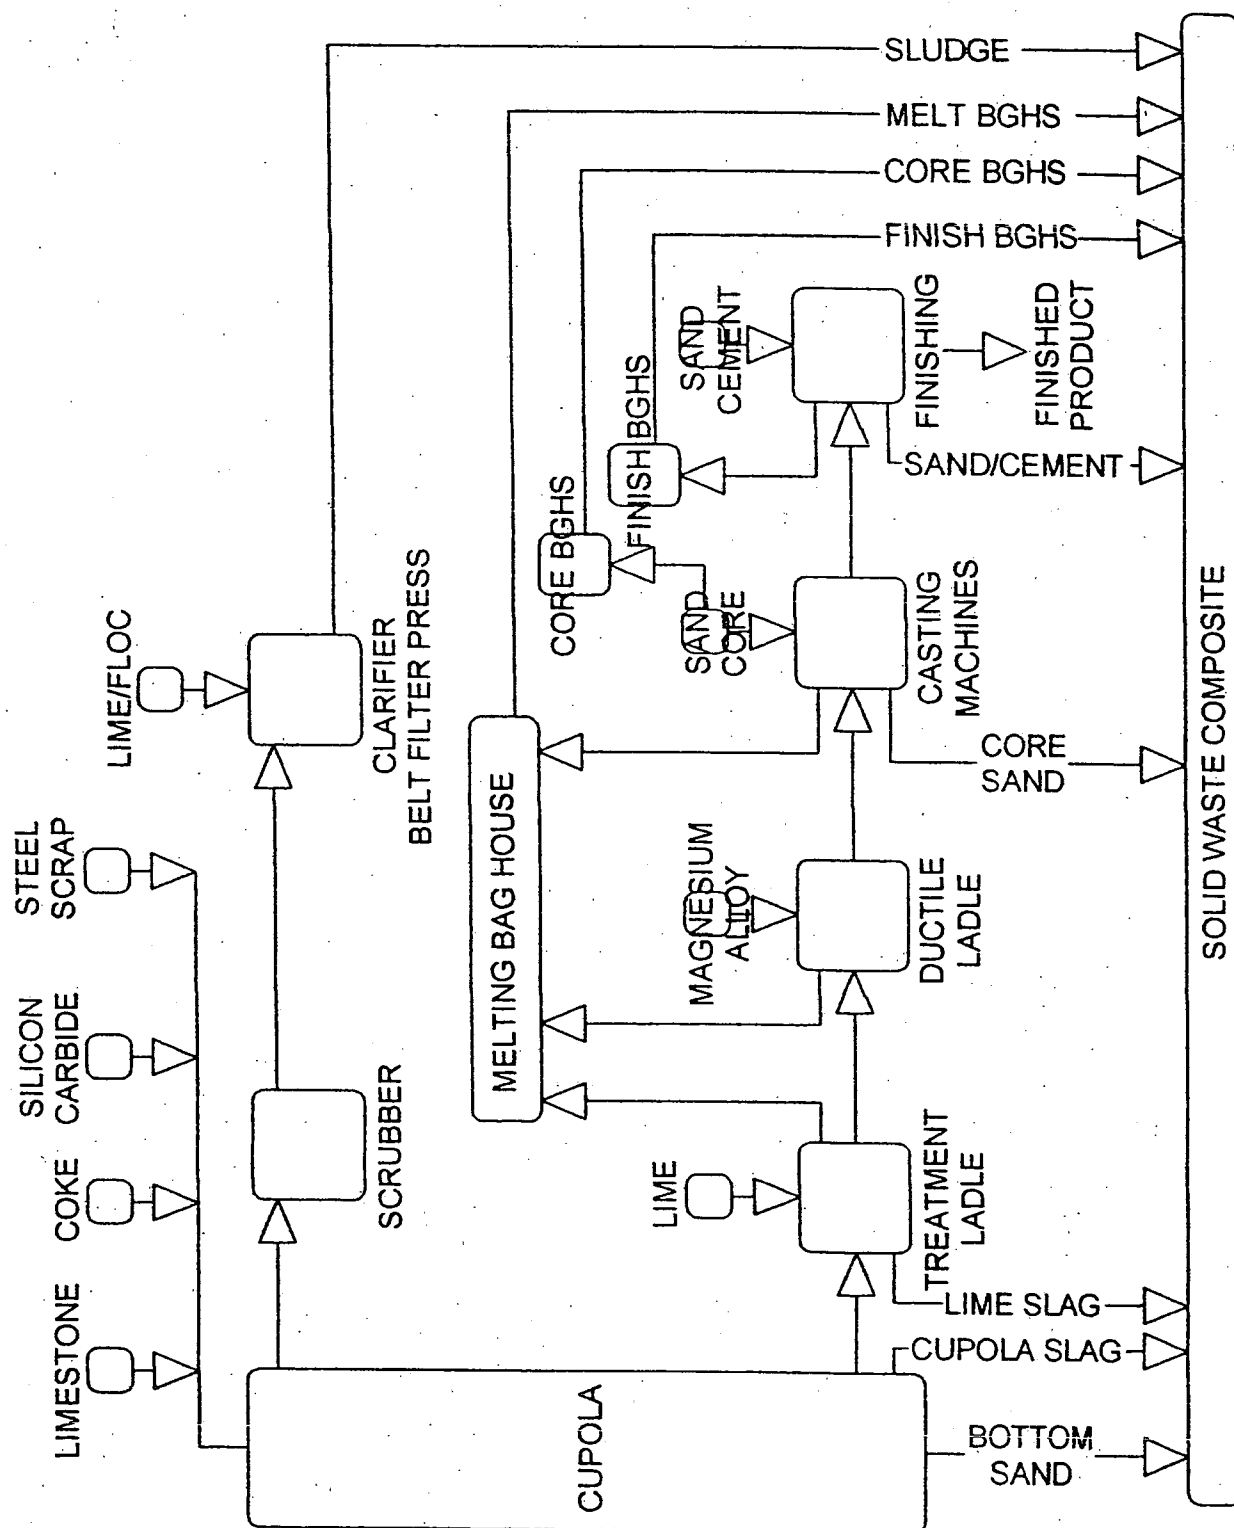 SLUDGE
MELT BGHS
CORE BGHS
FINISH BGHS
SAND
CEMENT
FINISHING
FINISHED
PRODUCT
SAND/CEMENT
FINISH BGHS
CORE BGHS
SAND
CORE
CASTING
MACHINES
CORE
SAND
LIME/FLOC
CLARIFIER
BELT FILTER PRESS
STEEL
SCRAP
SILICON
CARBIDE
COKE
LIMESTONE
SCRUBBER
MELTING BAG HOUSE
MAGNESIUM
ALLOY
DUCTILE
LADLE
LIME
TREATMENT
LADLE
LIME SLAG
CUPOLA SLAG
CUPOLA
BOTTOM
SAND
SOLID WASTE COMPOSITE